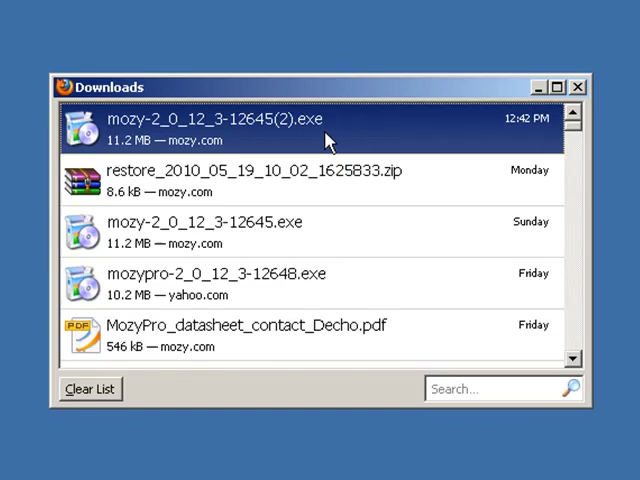 Downloads
mozy-2_0_12_3-12645(2).exe
12:42 PM
11.2 MB — mozy.com
restore_2010_05_19_10_02_1625833.zip
Monday
8.6 kB — mozy.com
mozy-2_0_12_3-12645.exe
Sunday
11.2 MB — mozy.com
mozypro-2_0_12_3-12648.exe
Friday
10.2 MB — yahoo.com
PDF
MozyPro_datasheet_contact_Decho.pdf
Friday
546 kB — mozy.com
Clear List
Search...